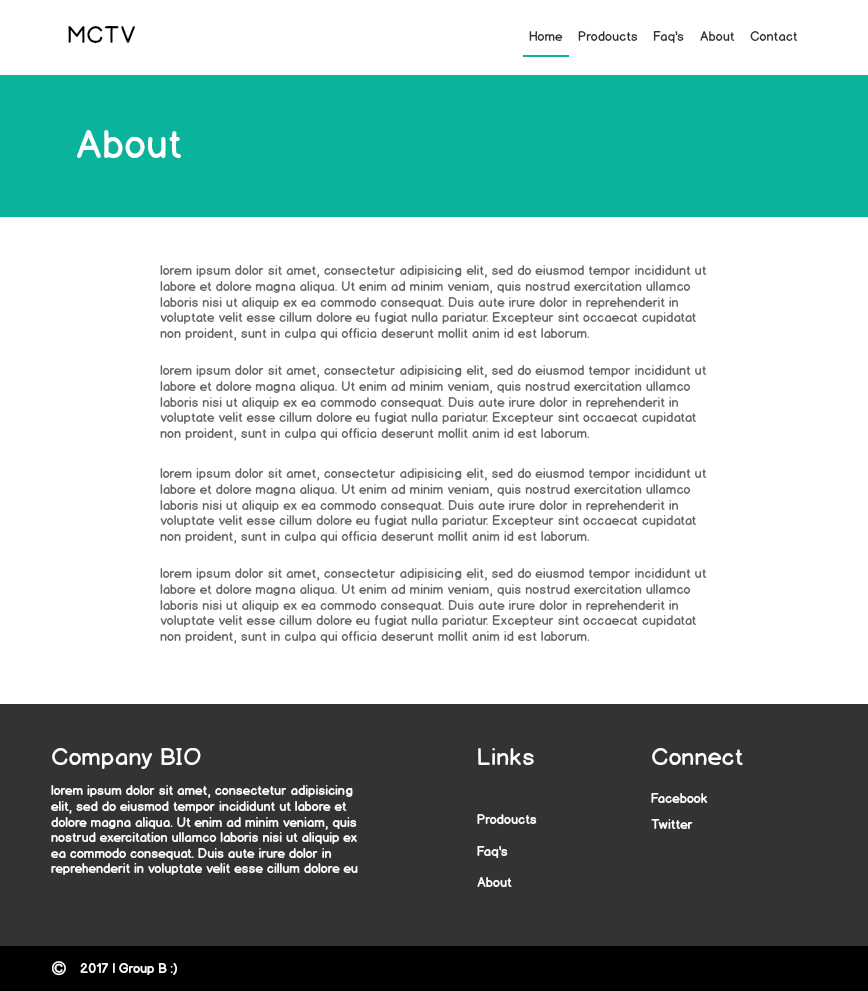 MCTV
Home Prodoucts Faq's About Contact
About
lorem ipsum dolor sit amet, consectetur adipisicing elit, sed do eiusmod tempor incididunt ut
labore et dolore magna aliqua. Ut enim ad minim veniam, quis nostrud exercitation ullamco
laboris nisi ut aliquip ex ea commodo consequat. Duis aute irure dolor in reprehenderit in
voluptate velit esse cillum dolore eu fugiat nulla pariatur. Excepteur sint occaecat cupidatat
non proident, sunt in culpa qui officia deserunt mollit anim id est laborum.
lorem ipsum dolor sit amet, consectetur adipisicing elit, sed do eiusmod tempor incididunt ut
labore et dolore magna aliqua. Ut enim ad minim veniam, quis nostrud exercitation ullamco
laboris nisi ut aliquip ex ea commodo consequat. Duis aute irure dolor in reprehenderit in
voluptate velit esse cillum dolore eu fugiat nulla pariatur. Excepteur sint occaecat cupidatat
non proident, sunt in culpa qui officia deserunt mollit anim id est laborum.
lorem ipsum dolor sit amet, consectetur adipisicing elit, sed do eiusmod tempor incididunt ut
labore et dolore magna aliqua. Ut enim ad minim veniam, quis nostrud exercitation ullamco
laboris nisi ut aliquip ex ea commodo consequat. Duis aute irure dolor in reprehenderit in
voluptate velit esse cillum dolore eu fugiat nulla pariatur. Excepteur sint occaecat cupidatat
non proident, sunt in culpa qui officia deserunt mollit anim id est laborum.
lorem ipsum dolor sit amet, consectetur adipisicing elit, sed do eiusmod tempor incididunt ut
labore et dolore magna aliqua. Ut enim ad minim veniam, quis nostrud exercitation ullamco
laboris nisi ut aliquip ex ea commodo consequat. Duis aute irure dolor in reprehenderit in
voluptate velit esse cillum dolore eu fugiat nulla pariatur. Excepteur sint occaecat cupidatat
non proident, sunt in culpa qui officia deserunt mollit anim id est laborum.
Company BIO
lorem ipsum dolor sit amet, consectetur adipisicing
elit, sed do eiusmod tempor incididunt ut labore et
dolore magna aliqua. Ut enim ad minim veniam, quis
nostrud exercitation ullamco laboris nisi ut aliquip ex
ea commodo consequat. Duis aute irure dolor in
reprehenderit in voluptate velit esse cillum dolore eu
Links
Prodoucts
Faq's
About
Connect
Facebook
Twitter
© 2017 | Group B :)